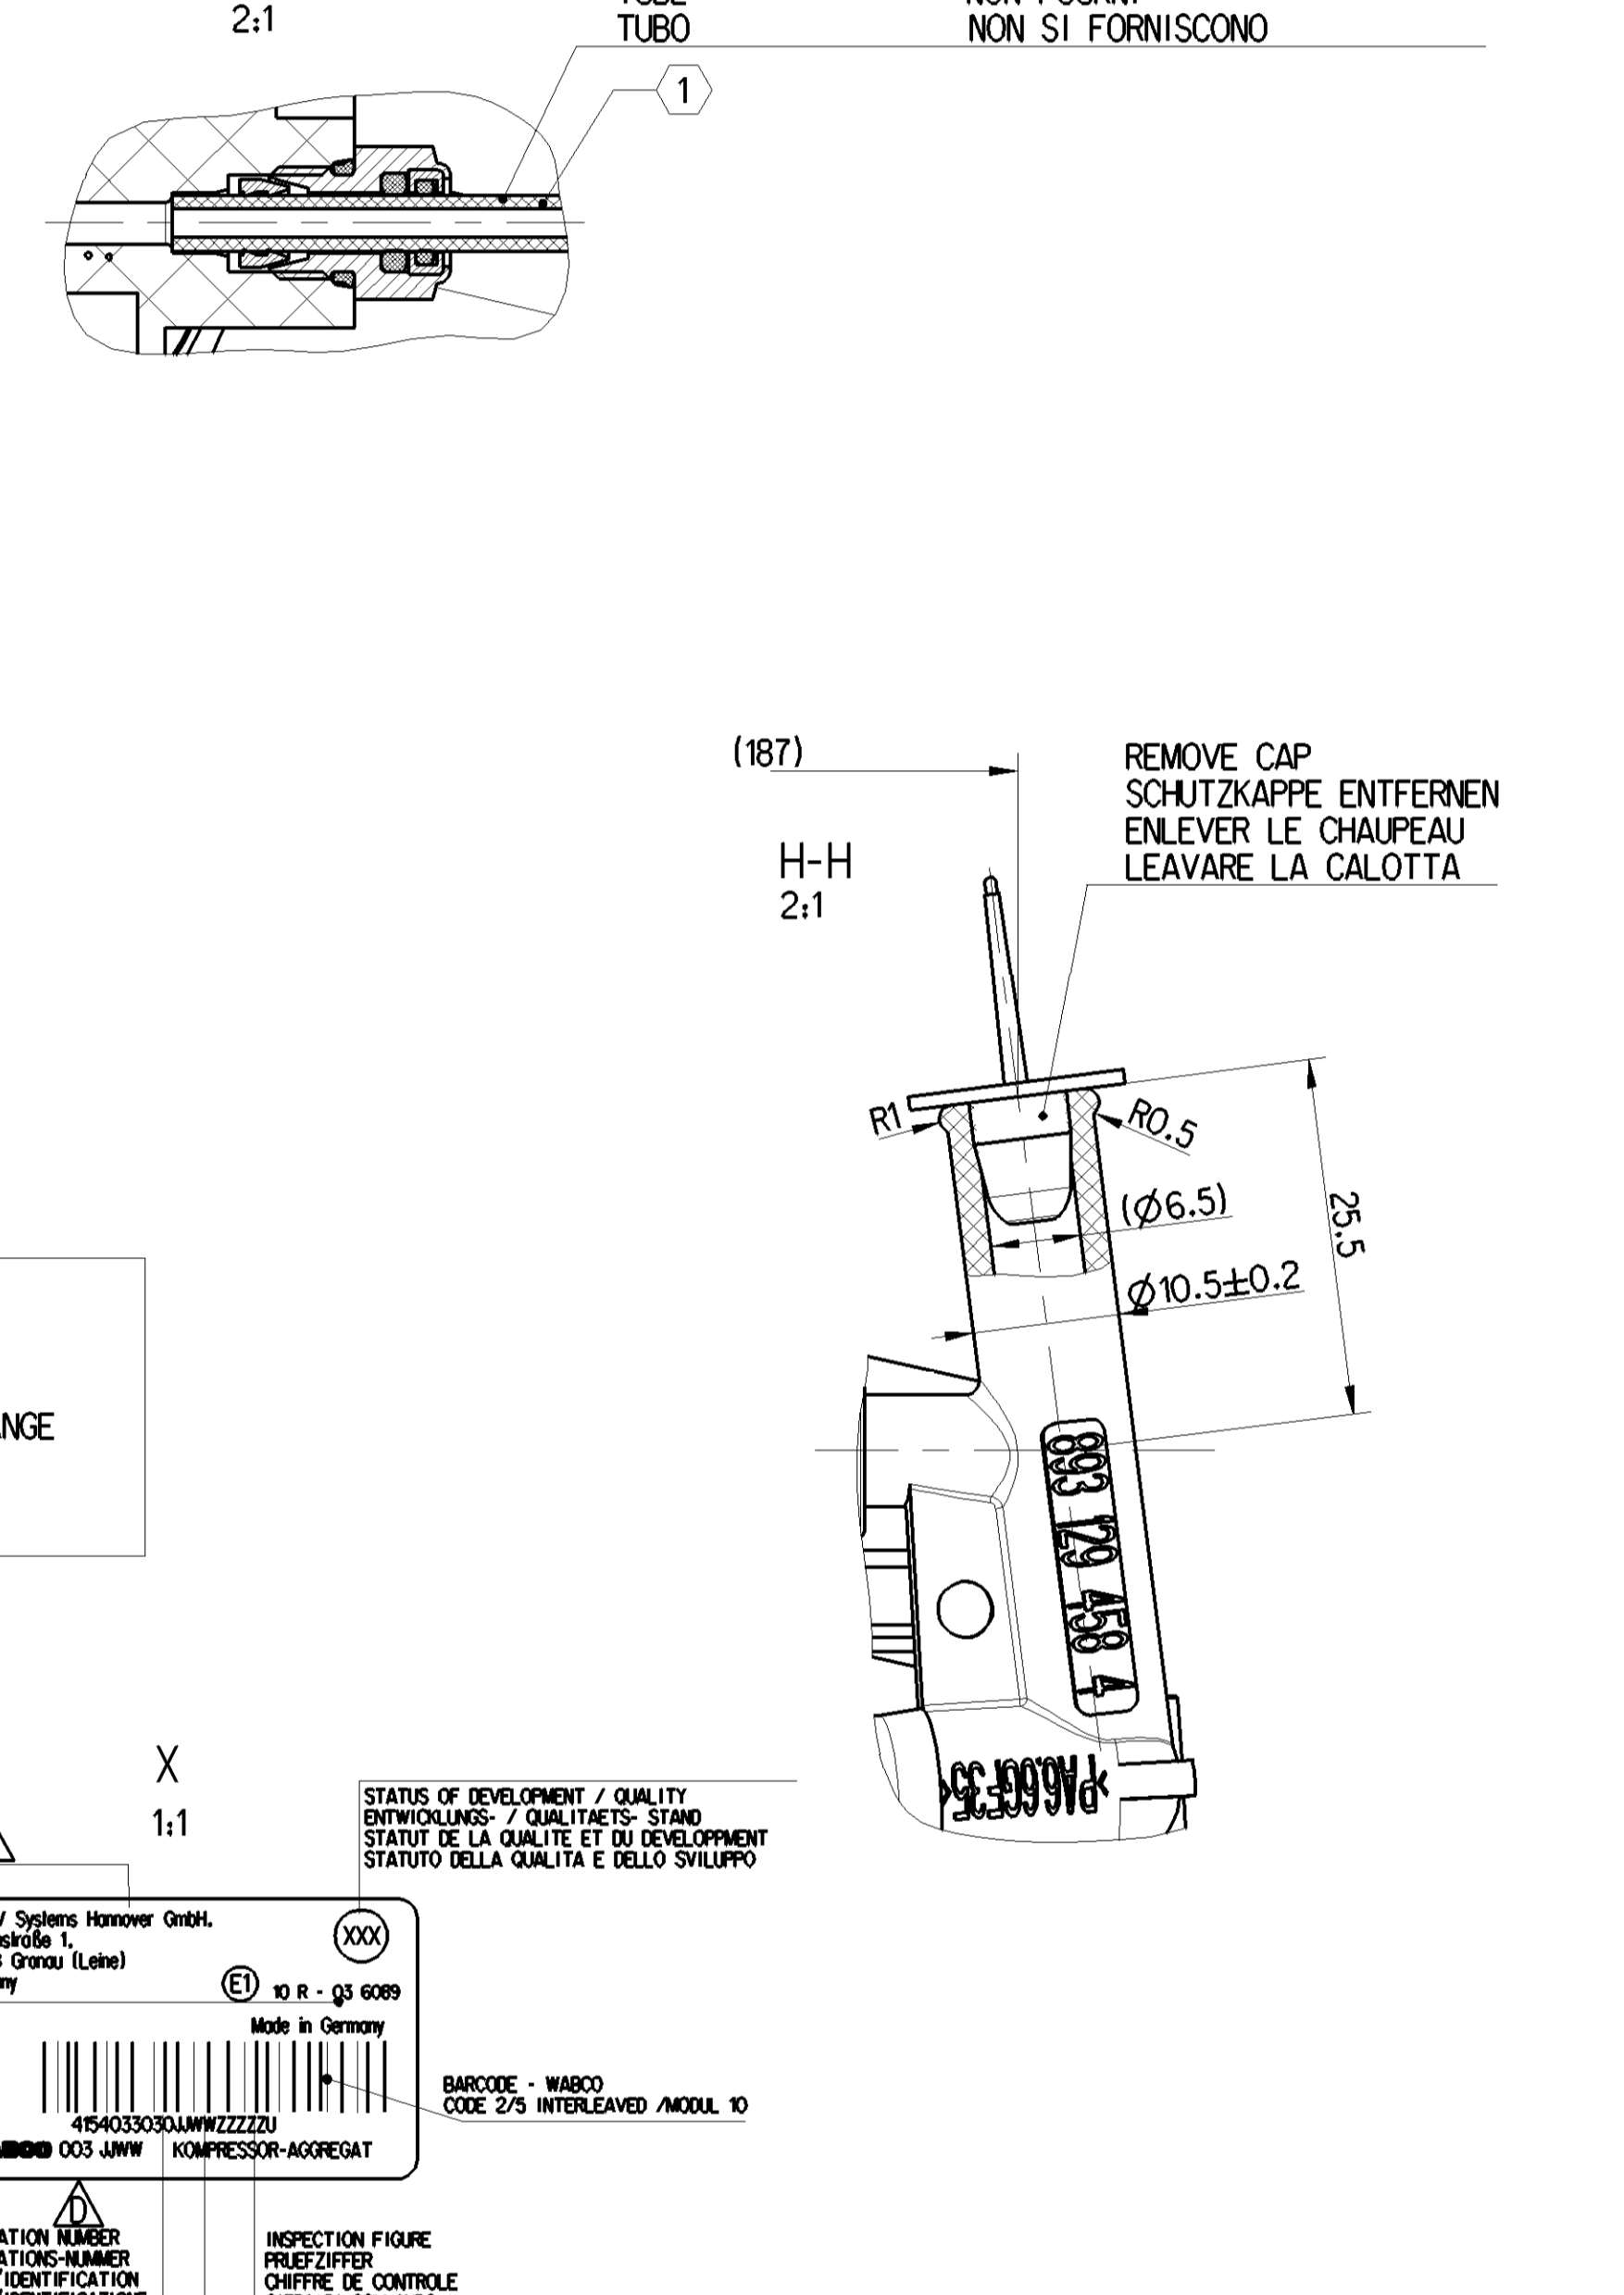 2:1
TUBO
NON SI FORNISCONO
1
(187)
REMOVE CAP
SCHUTZKAPPE ENTFERNEN
ENLEVER LE CHAUPEAU
LEAVARE LA CALOTTA
H-H
2:1
R1
R0.5
(Ø6.5)
25.5
Ø10.5±0.2
893 129 458 4
>PA6.6GF35<
NGE
X
1:1
STATUS OF DEVELOPMENT / QUALITY
ENTWICKLUNGS- / QUALITAETS- STAND
STATUT DE LA QUALITE ET DU DEVELOPPMENT
STATUTO DELLA QUALITA E DELLO SVILUPPO
Systems Hannover GmbH.
straße 1.
Gronau (Leine)
XXX
E1
10 R - 03 6089
Made in Germany
BARCODE - WABCO
CODE 2/5 INTERLEAVED /MODUL 10
4154033030JJWWZZZZZU
003 JJWW KOMPRESSOR-AGGREGAT
D
ATION NUMBER
ATIONS-NUMMER
IDENTIFICATION
INSPECTION FIGURE
PRUEFZIFFER
CHIFFRE DE CONTROLE